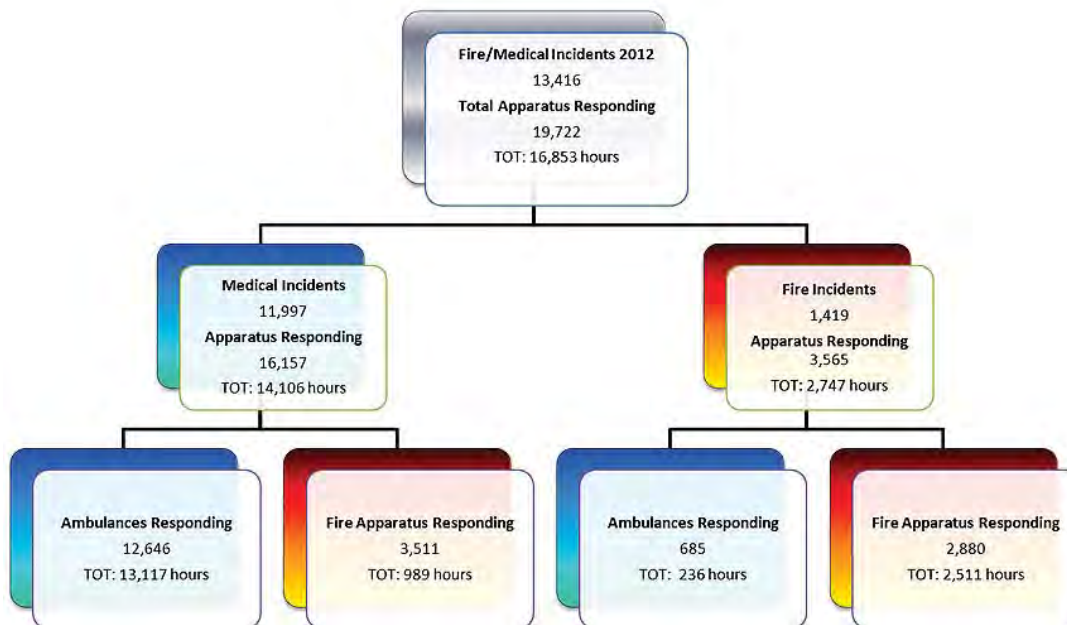 Fire/Medical Incidents 2012
13,416
Total Apparatus Responding
19,722
TOT: 16,853 hours
Medical Incidents
11,997
Apparatus Responding
16,157
TOT: 14,106 hours
Fire Incidents
1,419
Apparatus Responding
3,565
TOT: 2,747 hours
Ambulances Responding
12,646
TOT: 13,117 hours
Fire Apparatus Responding
3,511
TOT: 989 hours
Ambulances Responding
685
TOT: 236 hours
Fire Apparatus Responding
2,880
TOT: 2,511 hours